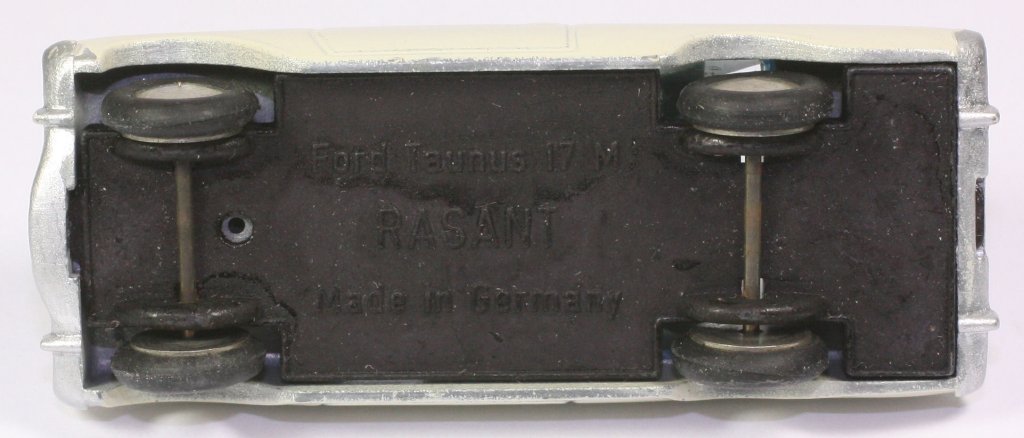 Ford Taunus 17 M
RASANT
Made in Germany